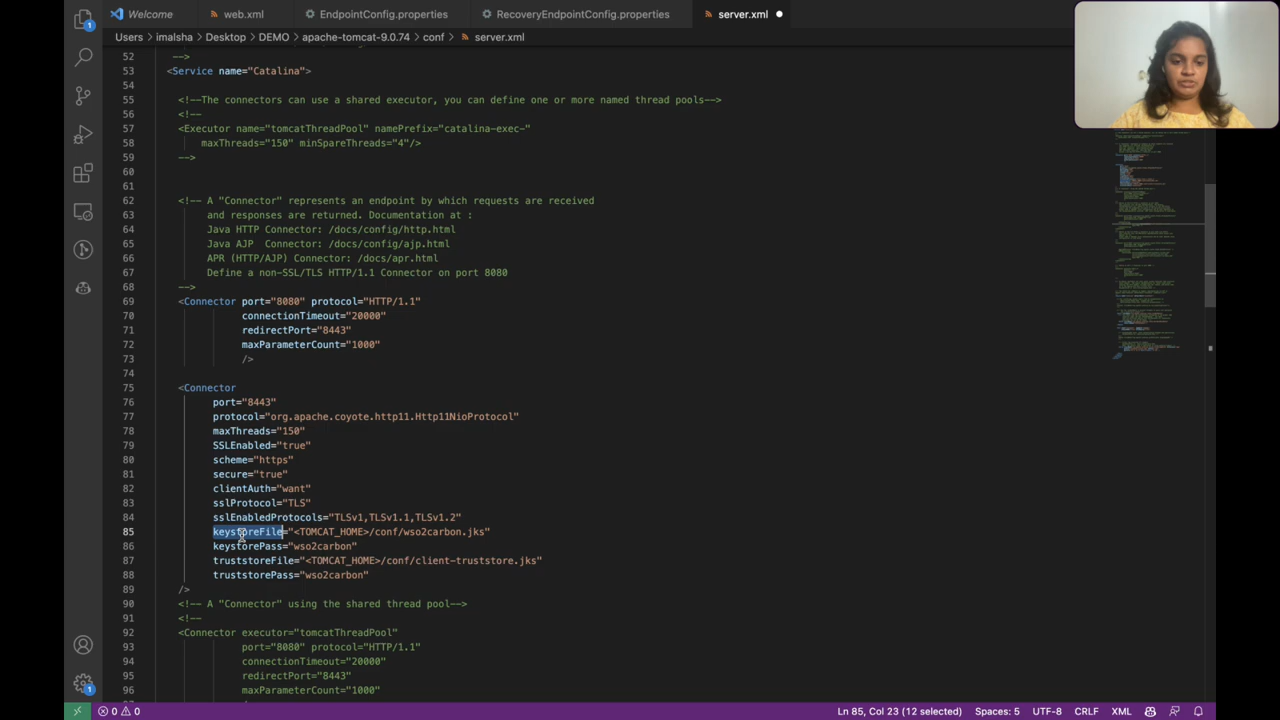 Welcome
web.xml
EndpointConfig.properties
RecoveryEndpointConfig.properties
server.xml
Users > imalsha > Desktop > DEMO > apache-tomcat-9.0.74 > conf > server.xml
52 -->
53 <Service name="Catalina">
54
55 <!--The connectors can use a shared executor, you can define one or more named thread pools-->
56 <!--
57 <Executor name="tomcatThreadPool" namePrefix="catalina-exec-"
58 maxThreads="150" minSpareThreads="4"/>
59 -->
60
61
62 <!-- A "Connector" represents an endpoint by which requests are received
63 and responses are returned. Documentation at :
64 Java HTTP Connector: /docs/config/http.html
65 Java AJP  Connector: /docs/config/ajp.html
66 APR (HTTP/AJP) Connector: /docs/apr.html
67 Define a non-SSL/TLS HTTP/1.1 Connector on port 8080
68 -->
69 <Connector port="8080" protocol="HTTP/1.1"
70 connectionTimeout="20000"
71 redirectPort="8443"
72 maxParameterCount="1000"
73 />
74
75 <Connector
76 port="8443"
77 protocol="org.apache.coyote.http11.Http11NioProtocol"
78 maxThreads="150"
79 SSLEnabled="true"
80 scheme="https"
81 secure="true"
82 clientAuth="want"
83 sslProtocol="TLS"
84 sslEnabledProtocols="TLSv1,TLSv1.1,TLSv1.2"
85 keystoreFile="<TOMCAT_HOME>/conf/wso2carbon.jks"
86 keystorePass="wso2carbon"
87 truststoreFile="<TOMCAT_HOME>/conf/client-truststore.jks"
88 truststorePass="wso2carbon"
89 />
90 <!-- A "Connector" using the shared thread pool-->
91 <!--
92 <Connector executor="tomcatThreadPool"
93 port="8080" protocol="HTTP/1.1"
94 connectionTimeout="20000"
95 redirectPort="8443"
96 maxParameterCount="1000"
1
1
0 0
Ln 85, Col 23 (12 selected)
Spaces: 5
UTF-8
CRLF
XML